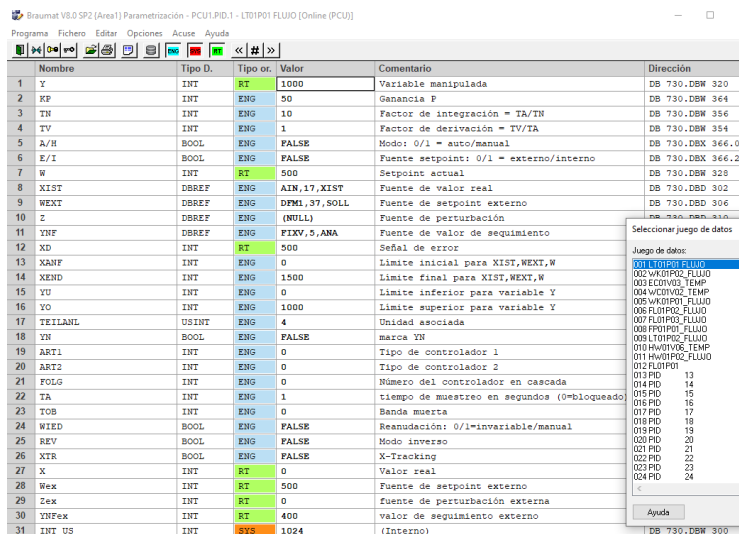 Braumat V8.0 SP2 {Area1} Parametrización - PCU1.PID.1 - LT01P01 FLUJO [Online (PCU)]
Programa Fichero Editar Opciones Acuse Ayuda
ENG SYS RT « # »
Nombre Tipo D. Tipo or. Valor Comentario Dirección
1 Y INT RT 1000 Variable manipulada DB 730.DBW 320
2 KP INT ENG 50 Ganancia P DB 730.DBW 364
3 TN INT ENG 10 Factor de integración = TA/TN DB 730.DBW 356
4 TV INT ENG 1 Factor de derivación = TV/TA DB 730.DBW 354
5 A/H BOOL ENG FALSE Modo: 0/1 = auto/manual DB 730.DBX 366.0
6 E/I BOOL ENG FALSE Fuente setpoint: 0/1 = externo/interno DB 730.DBX 366.2
7 W INT RT 500 Setpoint actual DB 730.DBW 328
8 XIST DBREF ENG AIN,17,XIST Fuente de valor real DB 730.DBD 302
9 WEXT DBREF ENG DFM1,37,SOLL Fuente de setpoint externo DB 730.DBD 306
10 Z DBREF ENG (NULL) Fuente de perturbación DB 730.DBD 310
11 YNF DBREF ENG FIXV,5,ANA Fuente de valor de sequimiento
12 XD INT RT 500 Señal de error
13 XANF INT ENG 0 Límite inicial para XIST,WEXT,W
14 XEND INT ENG 1500 Límite final para XIST,WEXT,W
15 YU INT ENG 0 Límite inferior para variable Y
16 YO INT ENG 1000 Límite superior para variable Y
17 TEILANL USINT ENG 4 Unidad asociada
18 YN BOOL ENG FALSE marca YN
19 ART1 INT ENG 0 Tipo de controlador 1
20 ART2 INT ENG 0 Tipo de controlador 2
21 FOLG INT ENG 0 Número del controlador en cascada
22 TA INT ENG 1 tiempo de muestreo en segundos (0=bloqueado)
23 TOB INT ENG 0 Banda muerta
24 WIED BOOL ENG FALSE Reanudación: 0/1=invariable/manual
25 REV BOOL ENG FALSE Modo inverso
26 XTR BOOL ENG FALSE X-Tracking
27 X INT RT 0 Valor real
28 Wex INT RT 500 Fuente de setpoint externo
29 Zex INT RT 0 fuente de perturbación externa
30 YNFex INT RT 400 valor de seguimiento externo
31 INT US INT SYS 1024 (Interno) DB 730.DBW 300
Seleccionar juego de datos
Juego de datos:
001 LT01P01 FLUJO
002 WK01P02_FLUJO
003 EC01V03_TEMP
004 WC01V02_TEMP
005 WK01P01_FLUJO
006 FL01P02_FLUJO
007 FL01P03_FLUJO
008 FP01P01_FLUJO
009 LT01P02_FLUJO
010 HW01V06_TEMP
011 HW01P02_FLUJO
012 FL01P01
013 PID 13
014 PID 14
015 PID 15
016 PID 16
017 PID 17
018 PID 18
019 PID 19
020 PID 20
021 PID 21
022 PID 22
023 PID 23
024 PID 24
Ayuda